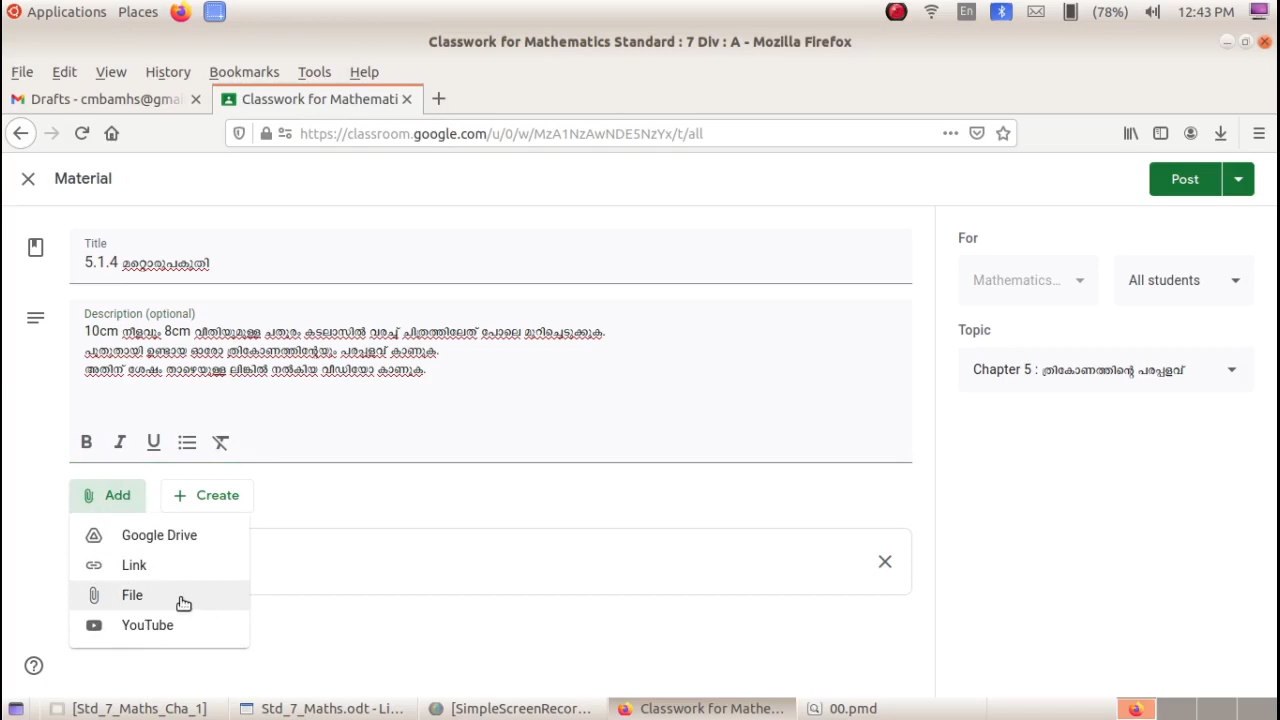 Applications Places En (78%) 12:43 PM
Classwork for Mathematics Standard : 7 Div : A - Mozilla Firefox
File Edit View History Bookmarks Tools Help
Drafts - cmbamhs@gmai Classwork for Mathemati
https://classroom.google.com/u/0/w/MzA1NzAwNDE5NzYx/t/all
Material Post
Title
5.1.4 മറ്റൊരുപകുതി
Description (optional)
10cm നീളവും 8cm വീതിയുമുള്ള ചതുരം കടലാസിൽ വരച്ച് ചിത്രത്തിലേത് പോലെ മുറിച്ചെടുക്കുക.
പുതുതായി ഉണ്ടായ ഓരോ ത്രികോണത്തിന്റേയും പരപ്പളവ് കാണുക.
അതിന് ശേഷം താഴെയുള്ള ലിങ്കിൽ നൽകിയ വീഡിയോ കാണുക.
B I U
For
Mathematics... All students
Topic
Chapter 5 : ത്രികോണത്തിന്റെ പരപ്പളവ്
Add Create
Google Drive
Link
File
YouTube
[Std_7_Maths_Cha_1] Std_7_Maths.odt - Li... [SimpleScreenRecor... Classwork for Mathe... 00.pmd